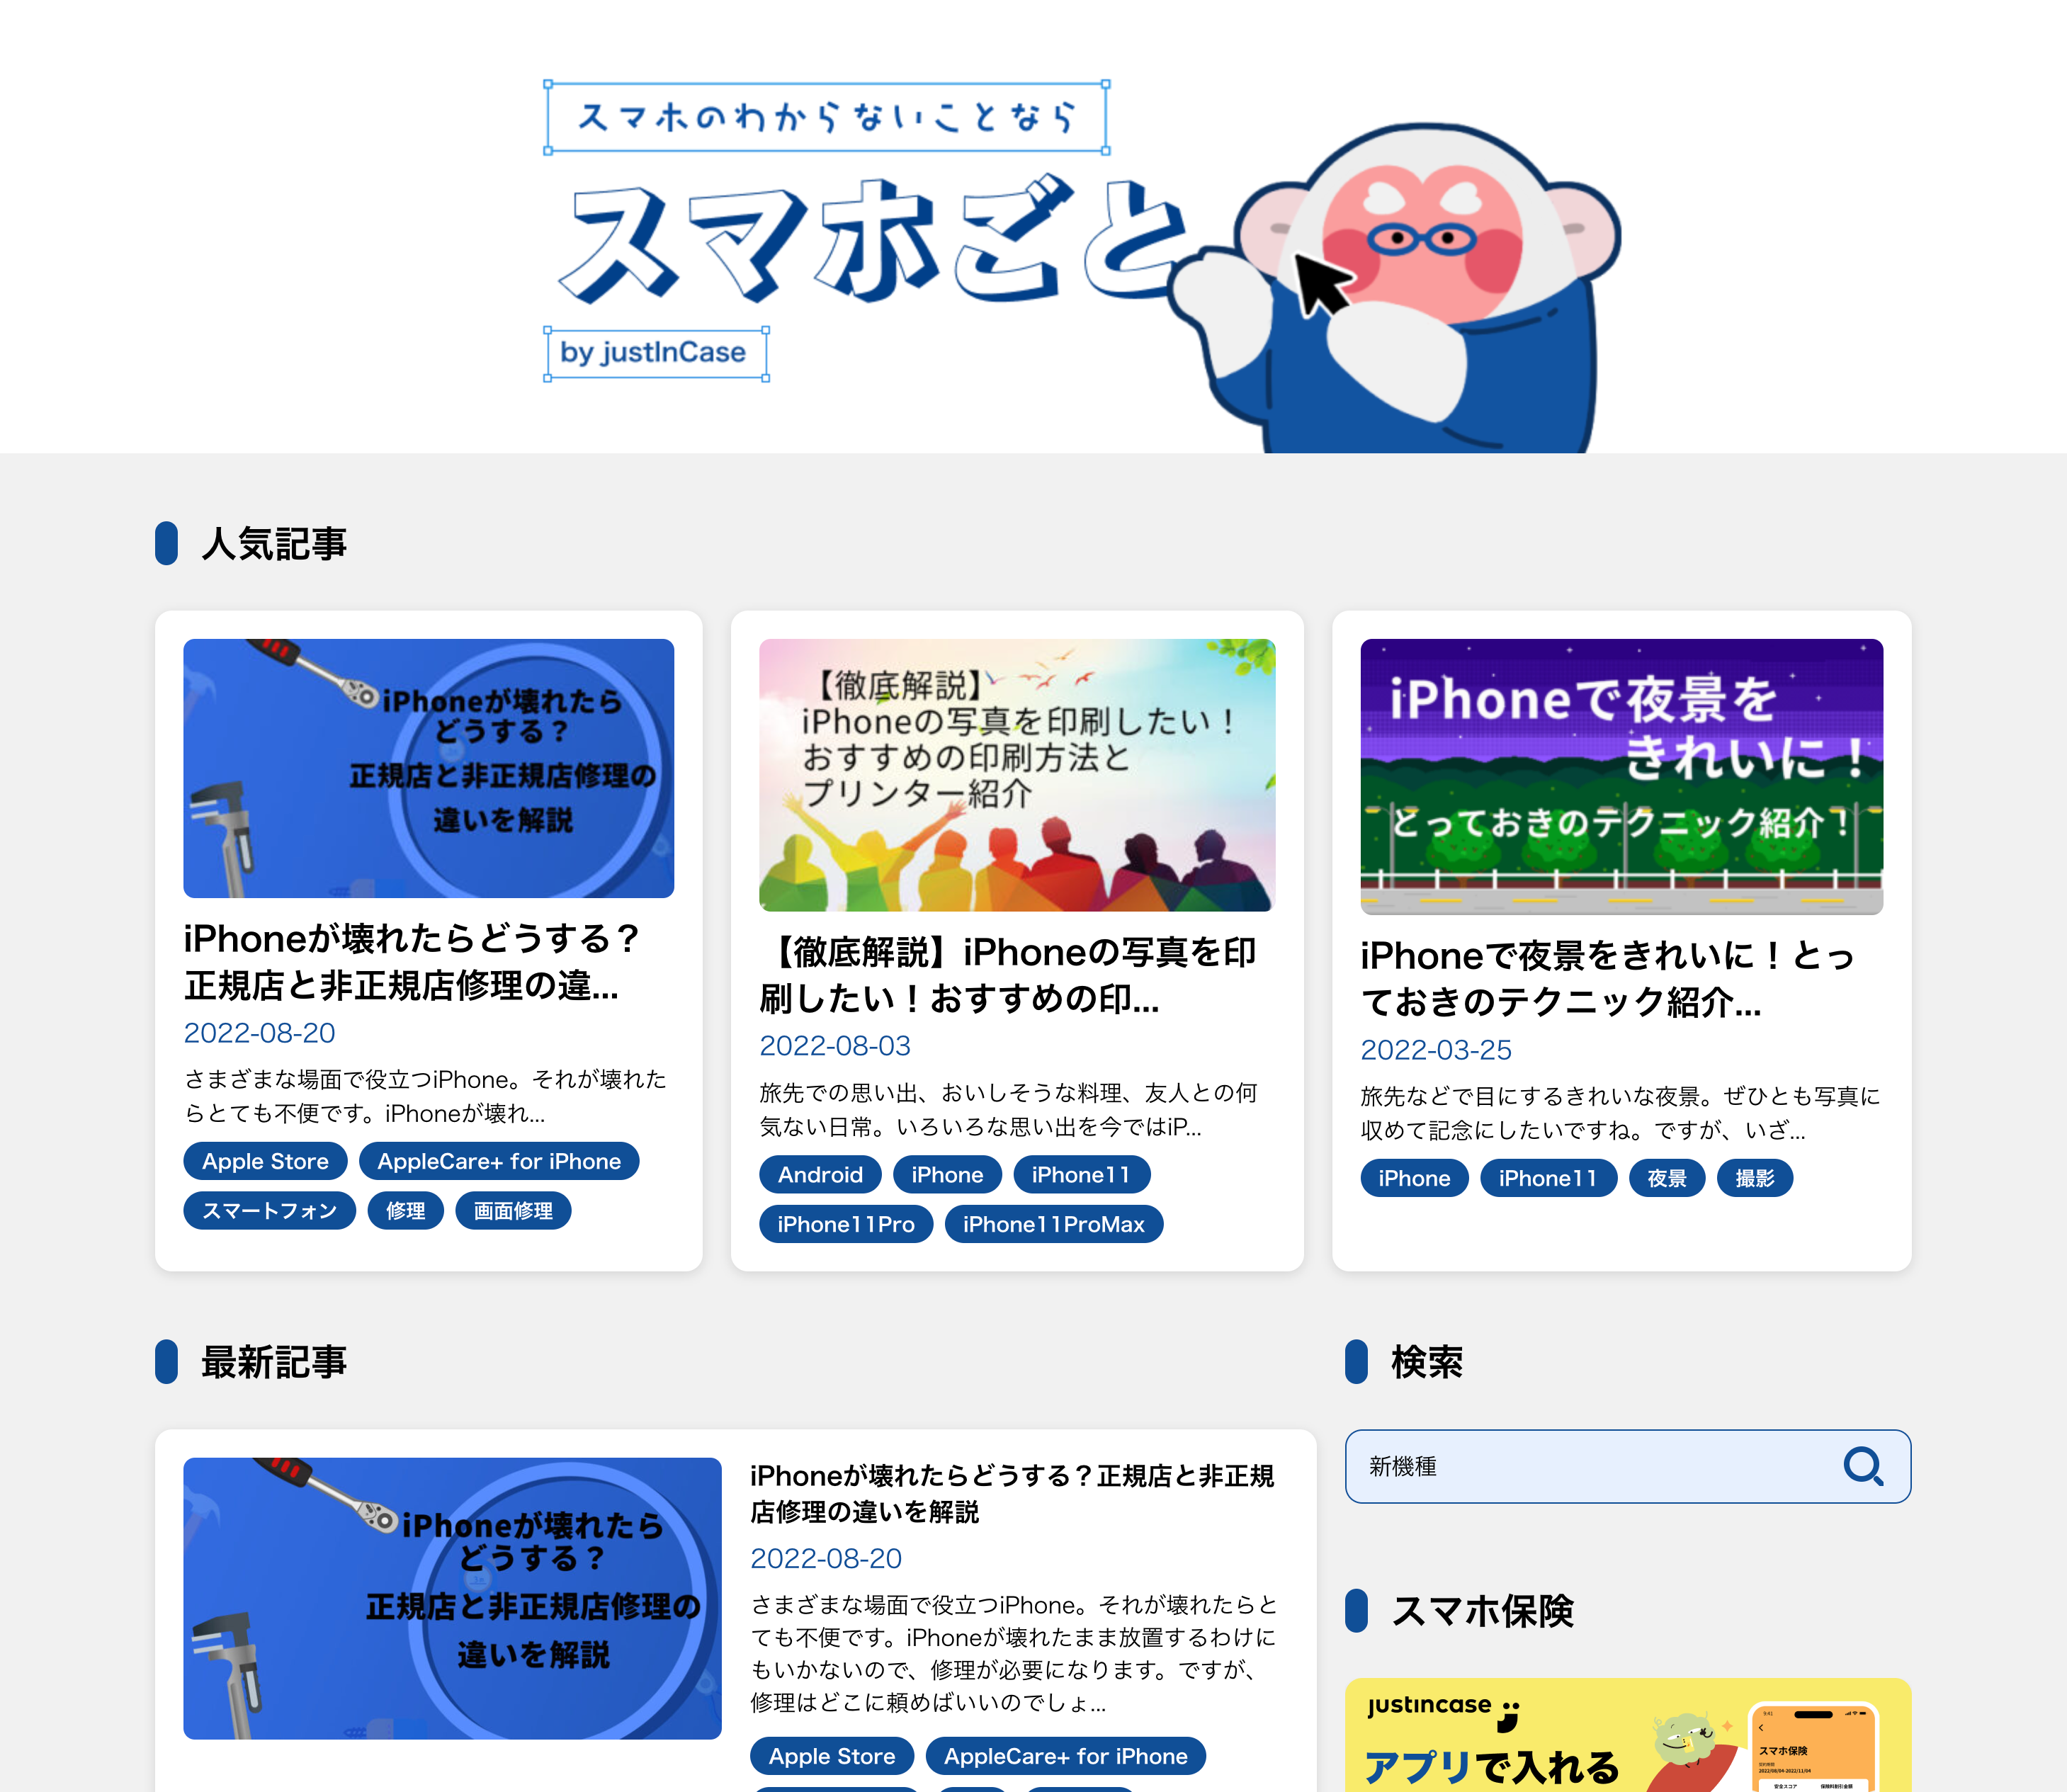 スマホのわからないことなら
スマホごと
by justInCase
人気記事
iPhoneが壊れたら
どうする？
正規店と非正規店修理の
違いを解説
iPhoneが壊れたらどうする？
正規店と非正規店修理の違...
2022-08-20
さまざまな場面で役立つiPhone。それが壊れた
らとても不便です。iPhoneが壊れ...
Apple Store AppleCare+ for iPhone
スマートフォン 修理 画面修理
【徹底解説】
iPhoneの写真を印刷したい！
おすすめの印刷方法と
プリンター紹介
【徹底解説】iPhoneの写真を印
刷したい！おすすめの印...
2022-08-03
旅先での思い出、おいしそうな料理、友人との何
気ない日常。いろいろな思い出を今ではiP...
Android iPhone iPhone11
iPhone11Pro iPhone11ProMax
iPhoneで夜景を
きれいに！
とっておきのテクニック紹介！
iPhoneで夜景をきれいに！とっ
ておきのテクニック紹介...
2022-03-25
旅先などで目にするきれいな夜景。ぜひとも写真に
収めて記念にしたいですね。ですが、いざ...
iPhone iPhone11 夜景 撮影
最新記事
iPhoneが壊れたら
どうする？
正規店と非正規店修理の
違いを解説
iPhoneが壊れたらどうする？正規店と非正規
店修理の違いを解説
2022-08-20
さまざまな場面で役立つiPhone。それが壊れたらと
ても不便です。iPhoneが壊れたまま放置するわけに
もいかないので、修理が必要になります。ですが、
修理はどこに頼めばいいのでしょ...
Apple Store AppleCare+ for iPhone
検索
新機種
スマホ保険
justıncase
アプリで入れる
9:41
スマホ保険
2022/08/04-2022/11/04
安全スコア 保険料割引金額